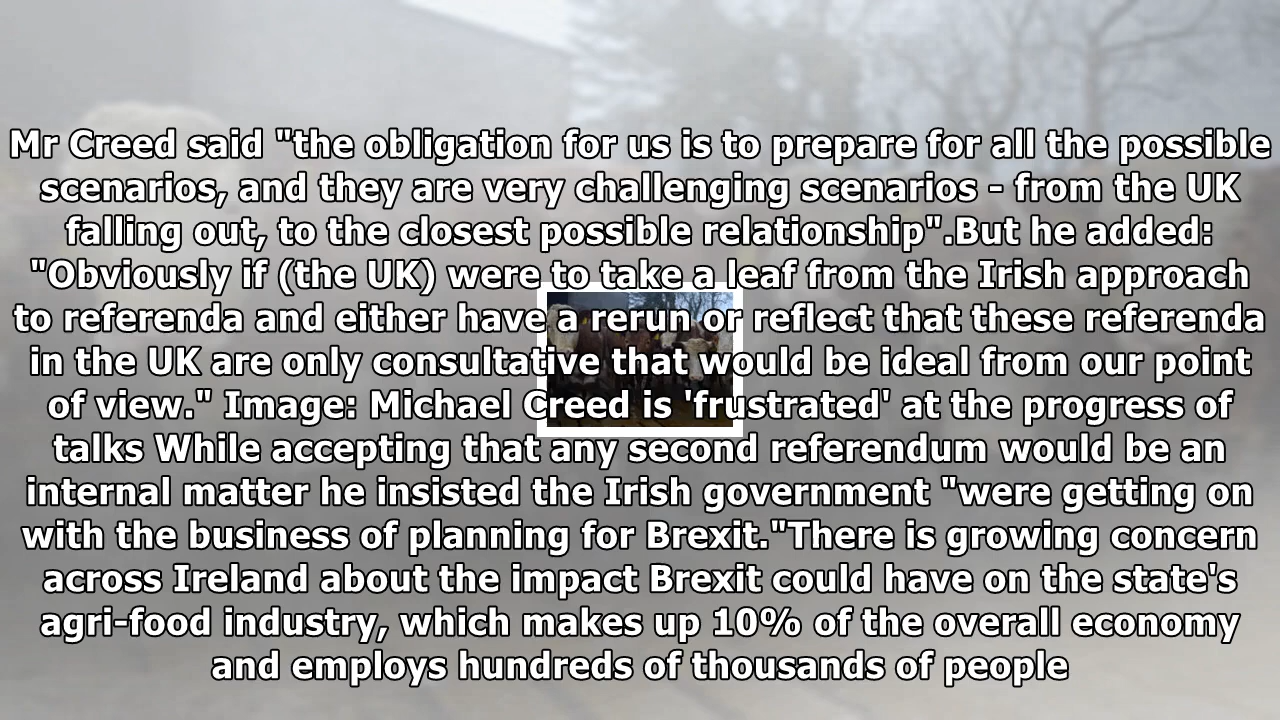 Mr Creed said "the obligation for us is to prepare for all the possible
scenarios, and they are very challenging scenarios - from the UK
falling out, to the closest possible relationship".But he added:
"Obviously if (the UK) were to take a leaf from the Irish approach
to referenda and either have a rerun or reflect that these referenda
in the UK are only consultative that would be ideal from our point
of view." Image: Michael Creed is 'frustrated' at the progress of
talks While accepting that any second referendum would be an
internal matter he insisted the Irish government "were getting on
with the business of planning for Brexit."There is growing concern
across Ireland about the impact Brexit could have on the state's
agri-food industry, which makes up 10% of the overall economy
and employs hundreds of thousands of people